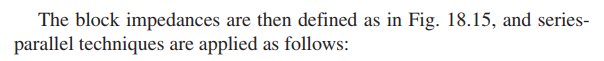 The block impedances are then defined as in Fig. 18.15, and series-
parallel techniques are applied as follows: